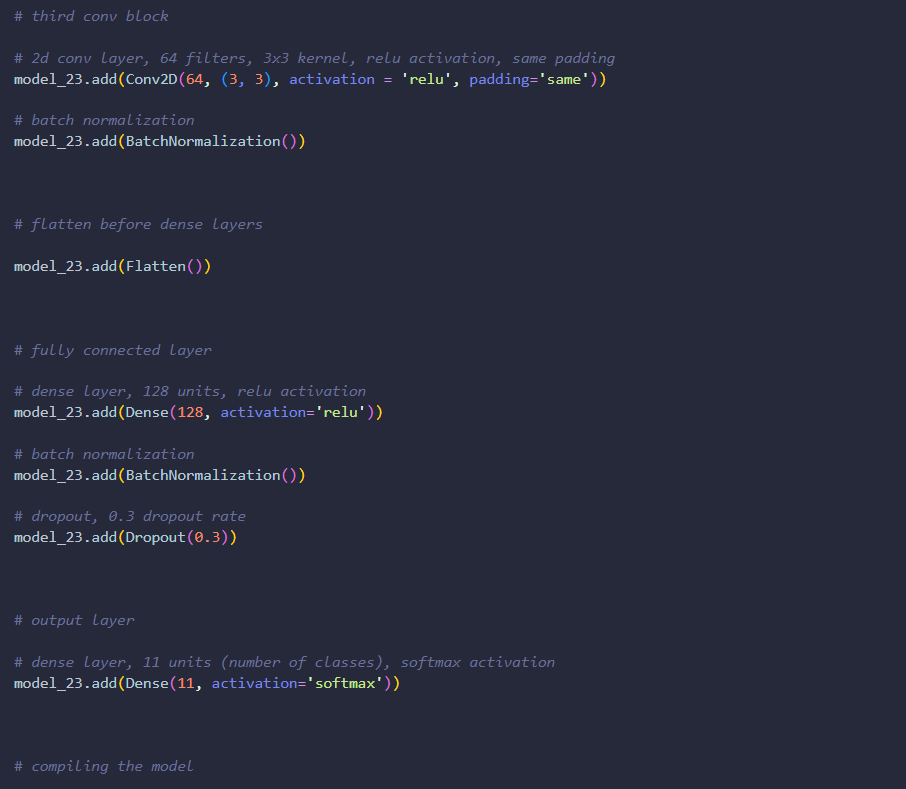 # third conv block
# 2d conv layer, 64 filters, 3x3 kernel, relu activation, same padding
model_23.add(Conv2D(64, (3, 3), activation = 'relu', padding='same'))
# batch normalization
model_23.add(BatchNormalization())
# flatten before dense layers
model_23.add(Flatten())
# fully connected layer
# dense layer, 128 units, relu activation
model_23.add(Dense(128, activation='relu'))
# batch normalization
model_23.add(BatchNormalization())
# dropout, 0.3 dropout rate
model_23.add(Dropout(0.3))
# output layer
# dense layer, 11 units (number of classes), softmax activation
model_23.add(Dense(11, activation='softmax'))
# compiling the model